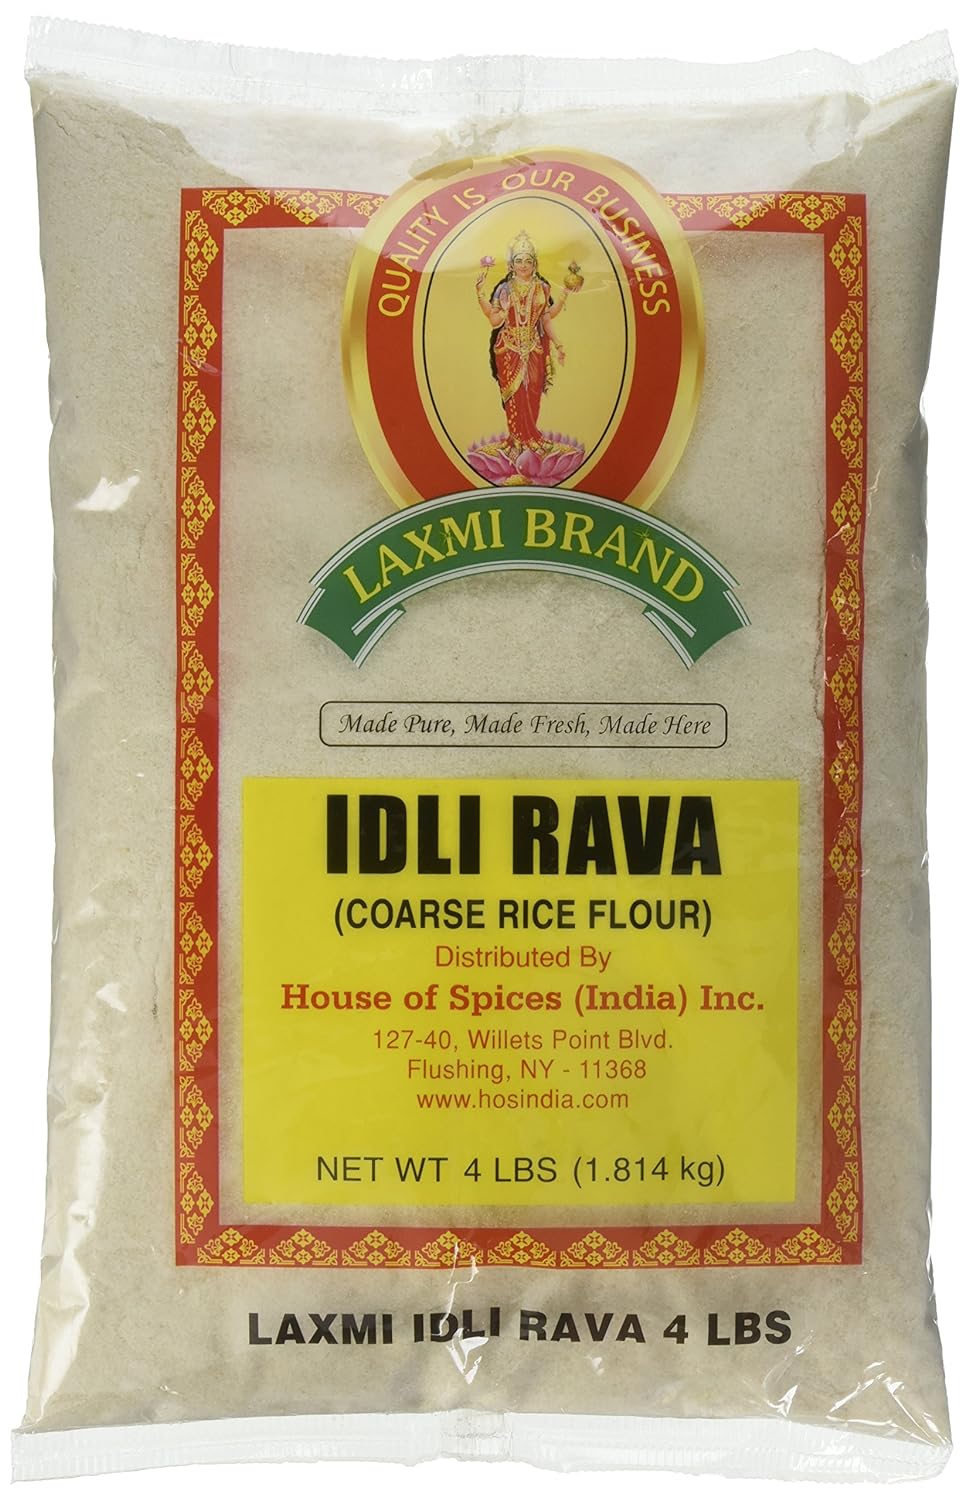 QUALITY IS OUR BUSINESS
LAXMI BRAND
Made Pure, Made Fresh, Made Here
IDLI RAVA
(COARSE RICE FLOUR)
Distributed By
House of Spices (India) Inc.
127-40, Willets Point Blvd.
Flushing, NY - 11368
www.hosindia.com
NET WT 4 LBS (1.814 kg)
LAXMI IDLI RAVA 4 LBS